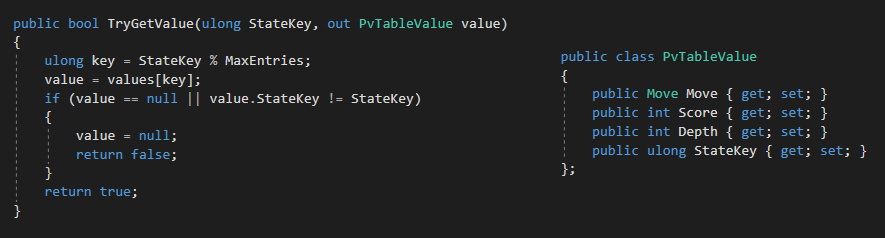 public bool TryGetValue(ulong StateKey, out PvTableValue value)
{
    ulong key = StateKey % MaxEntries;
    value = values[key];
    if (value == null || value.StateKey != StateKey)
    {
        value = null;
        return false;
    }
    return true;
}
public class PvTableValue
{
    public Move Move { get; set; }
    public int Score { get; set; }
    public int Depth { get; set; }
    public ulong StateKey { get; set; }
};